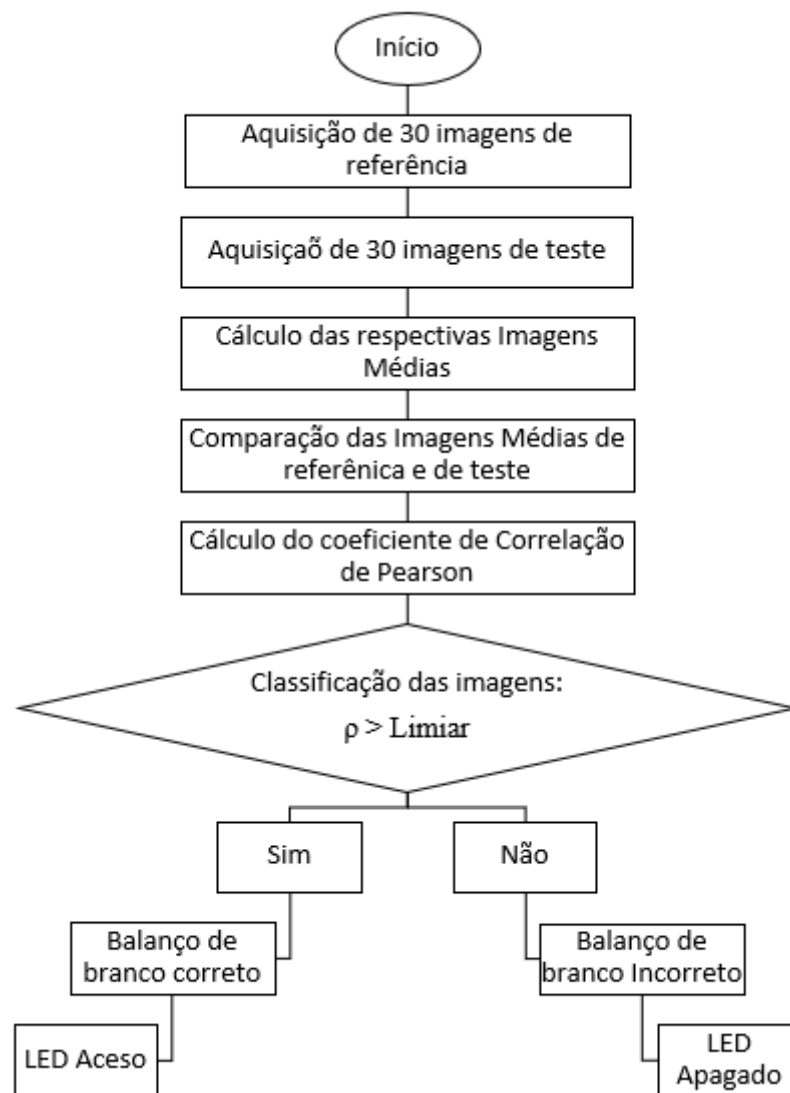 Início
Aquisição de 30 imagens de
referência
Aquisiçaõ de 30 imagens de teste
Cálculo das respectivas Imagens
Médias
Comparação das Imagens Médias de
referênica e de teste
Cálculo do coeficiente de Correlação
de Pearson
Classificação das imagens:
ρ > Limiar
Sim
Não
Balanço de
branco correto
Balanço de
branco Incorreto
LED Aceso
LED
Apagado